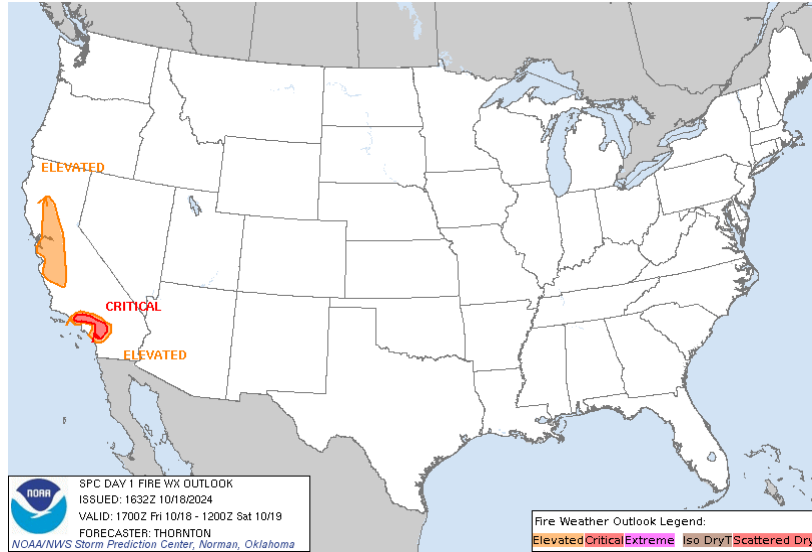 ELEVATED
CRITICAL
ELEVATED
NOAA
SPC DAY 1 FIRE WX OUTLOOK
ISSUED: 1632Z 10/18/2024
VALID: 1700Z Fri 10/18 - 1200Z Sat 10/19
FORECASTER: THORNTON
NOAA/NWS Storm Prediction Center, Norman, Oklahoma
Fire Weather Outlook Legend:
Elevated Critical Extreme Iso DryT Scattered Dry